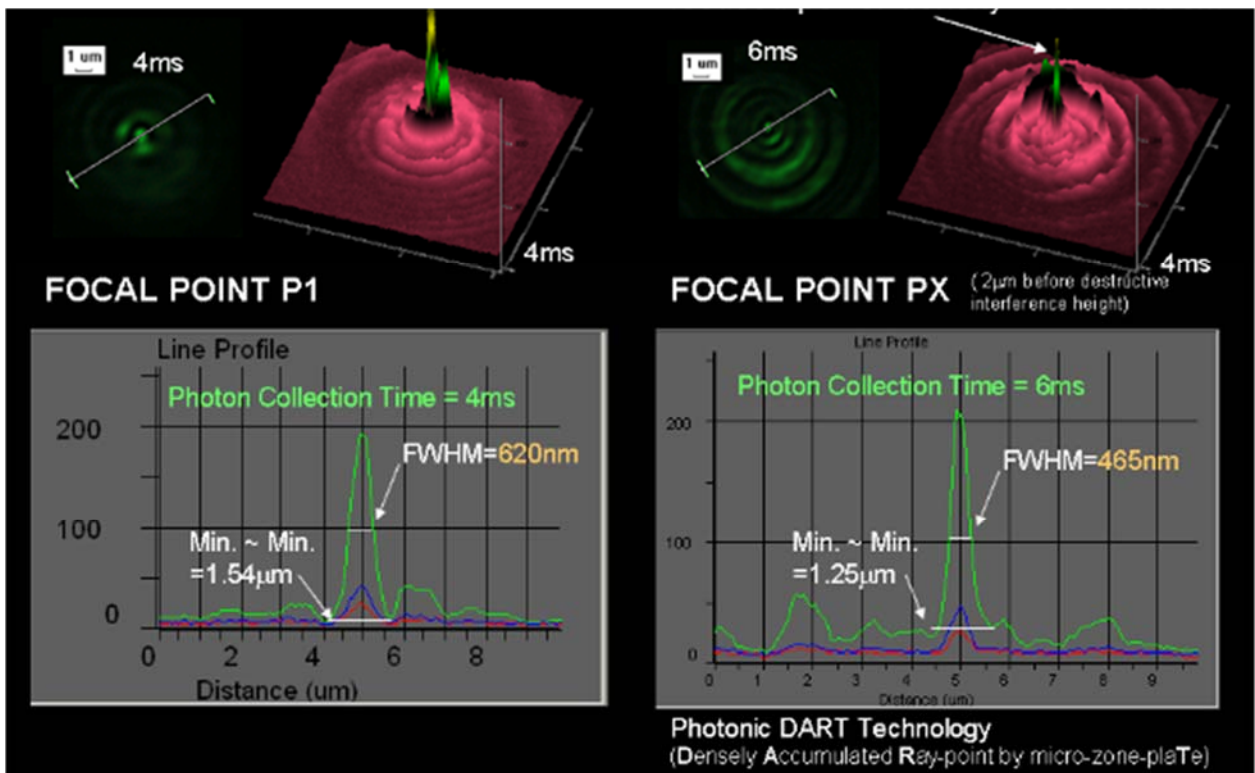 1 um
4ms
4ms
FOCAL POINT P1
Line Profile
Photon Collection Time = 4ms
200
FWHM=620nm
100
Min. ~ Min.
=1.54μm
0
0 2 4 6 8
Distance (um)
1 um
6ms
4ms
FOCAL POINT PX
( 2μm before destructive
interference height)
Line Profile
Photon Collection Time = 6ms
200
FWHM=465nm
100
Min. ~ Min.
=1.25μm
0
0 1 2 3 4 5 6 7 8 9
Distance (um)
Photonic DART Technology
(Densely Accumulated Ray-point by micro-zone-plaTe)